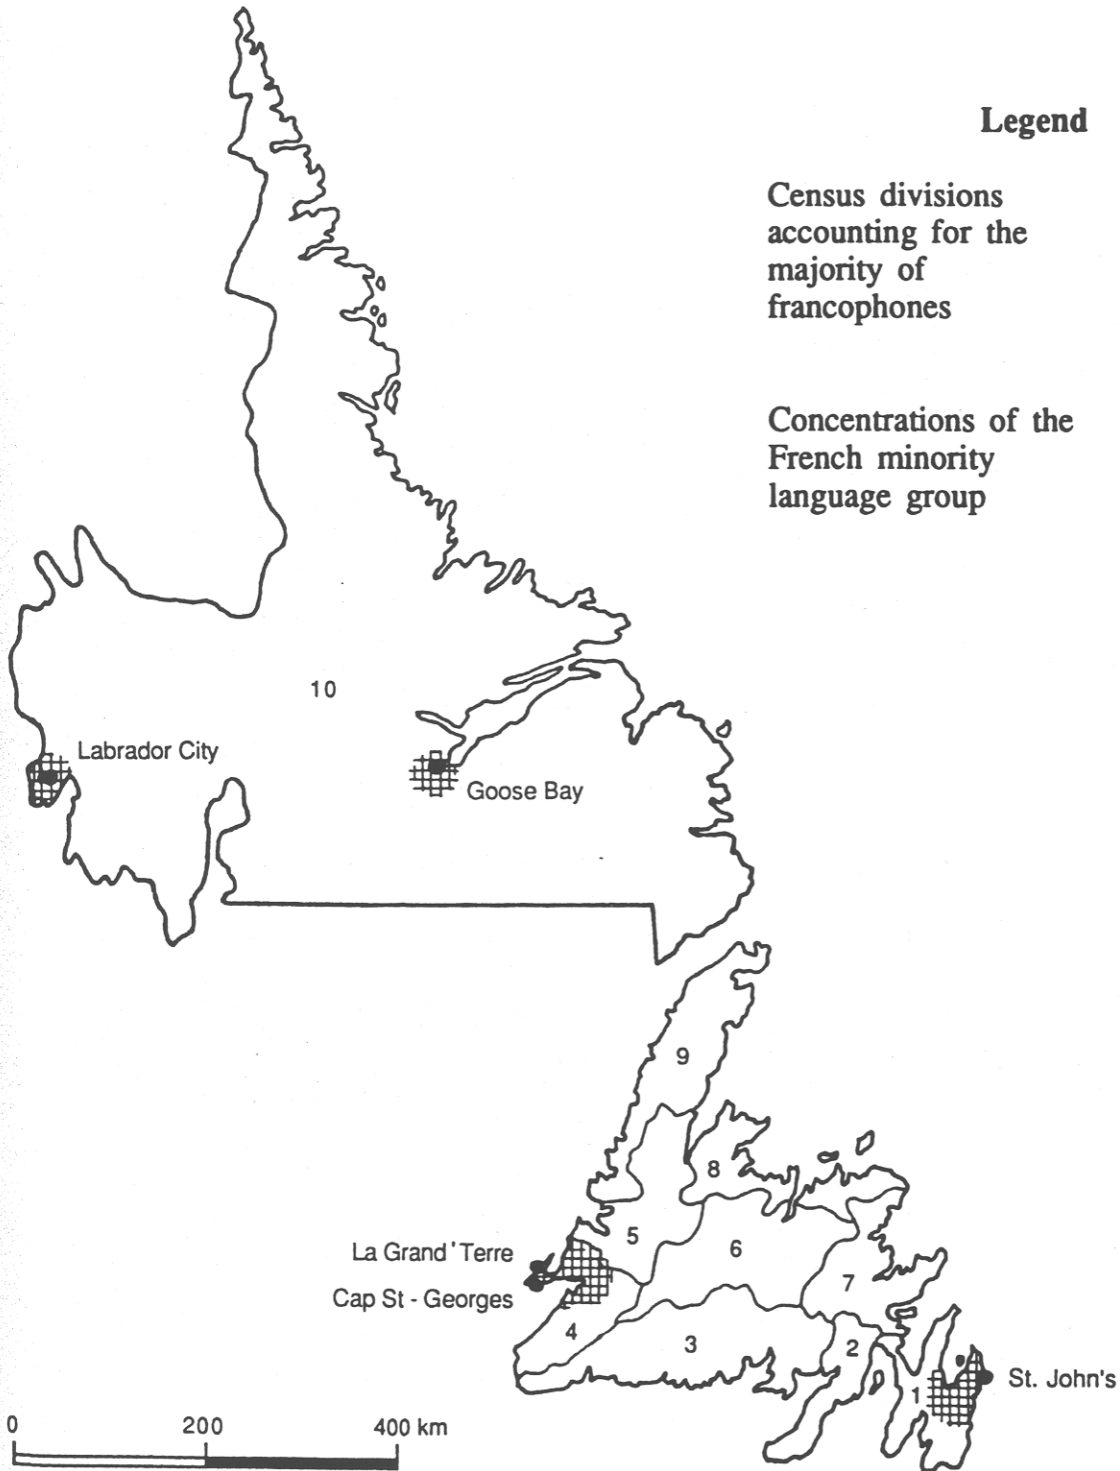 Legend
Census divisions
accounting for the
majority of
francophones
Concentrations of the
French minority
language group
10
Labrador City
Goose Bay
9
8
5
6
La Grand'Terre
Cap St - Georges
7
4
3
2
1
St. John's
0 200 400 km